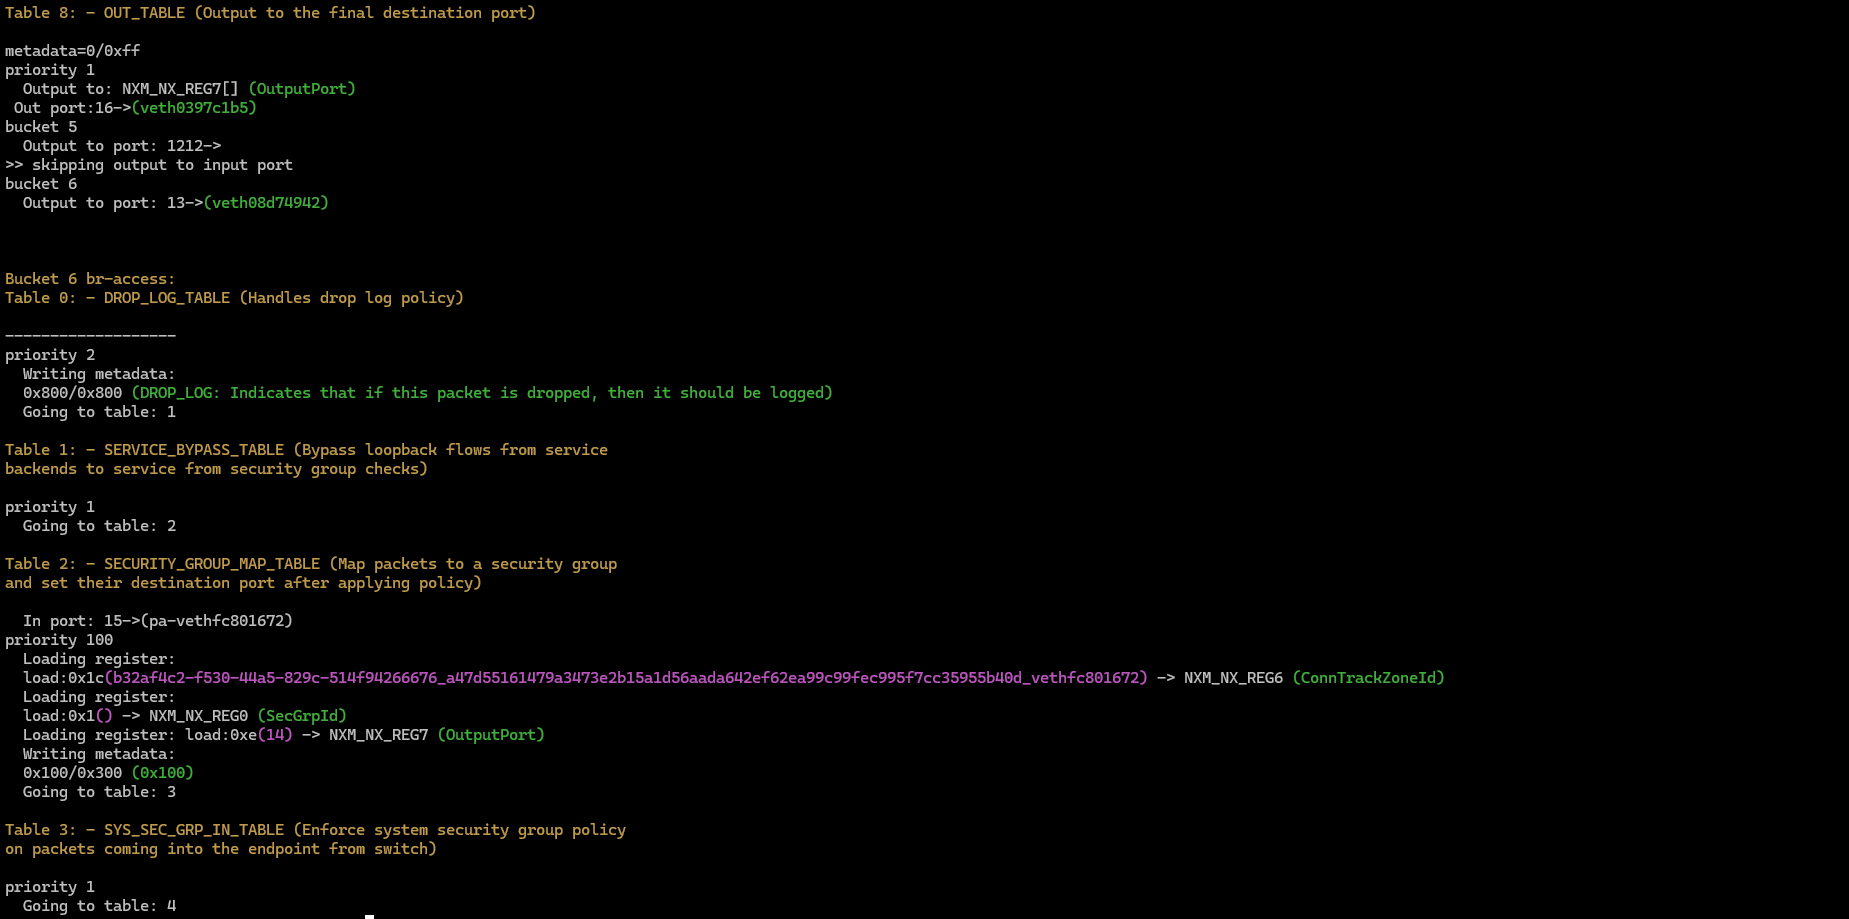 Table 8: - OUT_TABLE (Output to the final destination port)
metadata=0/0xff
priority 1
Output to: NXM_NX_REG7[] (OutputPort)
Out port:16->(veth0397c1b5)
bucket 5
Output to port: 1212->
>> skipping output to input port
bucket 6
Output to port: 13->(veth08d74942)
Bucket 6 br-access:
Table 0: - DROP_LOG_TABLE (Handles drop log policy)
-------------------
priority 2
Writing metadata:
0x800/0x800 (DROP_LOG: Indicates that if this packet is dropped, then it should be logged)
Going to table: 1
Table 1: - SERVICE_BYPASS_TABLE (Bypass loopback flows from service
backends to service from security group checks)
priority 1
Going to table: 2
Table 2: - SECURITY_GROUP_MAP_TABLE (Map packets to a security group
and set their destination port after applying policy)
In port: 15->(pa-vethfc801672)
priority 100
Loading register:
load:0x1c(b32af4c2-f530-44a5-829c-514f94266676_a47d55161479a3473e2b15a1d56aada642ef62ea99c99fec995f7cc35955b40d_vethfc801672) -> NXM_NX_REG6 (ConnTrackZoneId)
Loading register:
load:0x1() -> NXM_NX_REG0 (SecGrpId)
Loading register: load:0xe(14) -> NXM_NX_REG7 (OutputPort)
Writing metadata:
0x100/0x300 (0x100)
Going to table: 3
Table 3: - SYS_SEC_GRP_IN_TABLE (Enforce system security group policy
on packets coming into the endpoint from switch)
priority 1
Going to table: 4